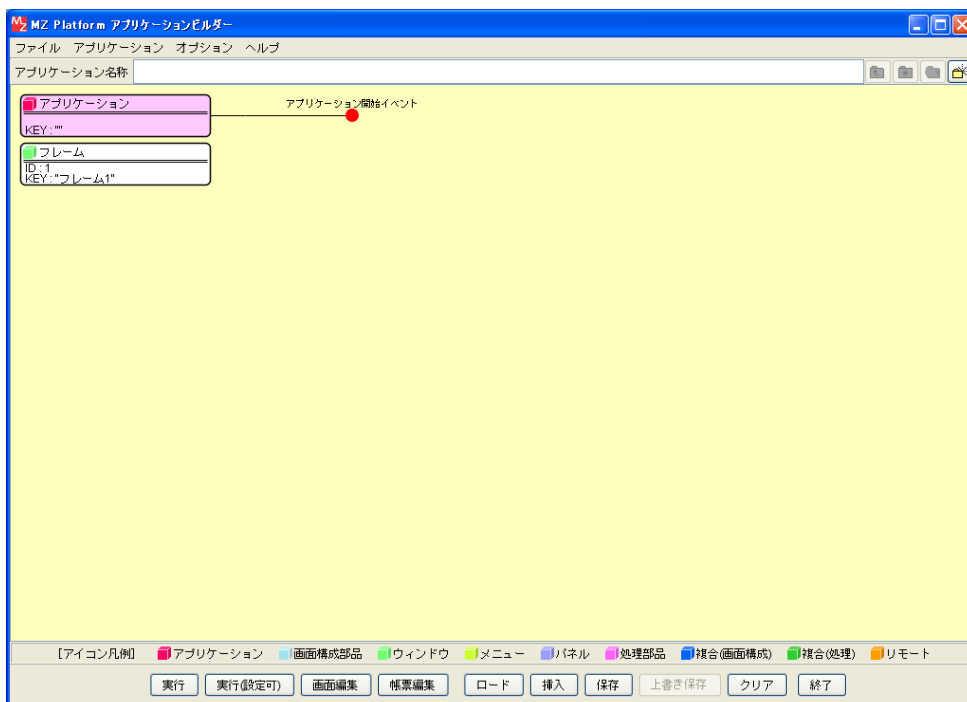 MZ Platform アプリケーションビルダー
ファイル アプリケーション オプション ヘルプ
アプリケーション名称
アプリケーション
KEY:""
アプリケーション開始イベント
フレーム
ID:1
KEY:"フレーム1"
[アイコン凡例] アプリケーション 画面構成部品 ウィンドウ メニュー パネル 処理部品 複合(画面構成) 複合(処理) リモート
実行 実行(設定可) 画面編集 帳票編集 ロード 挿入 保存 上書き保存 クリア 終了